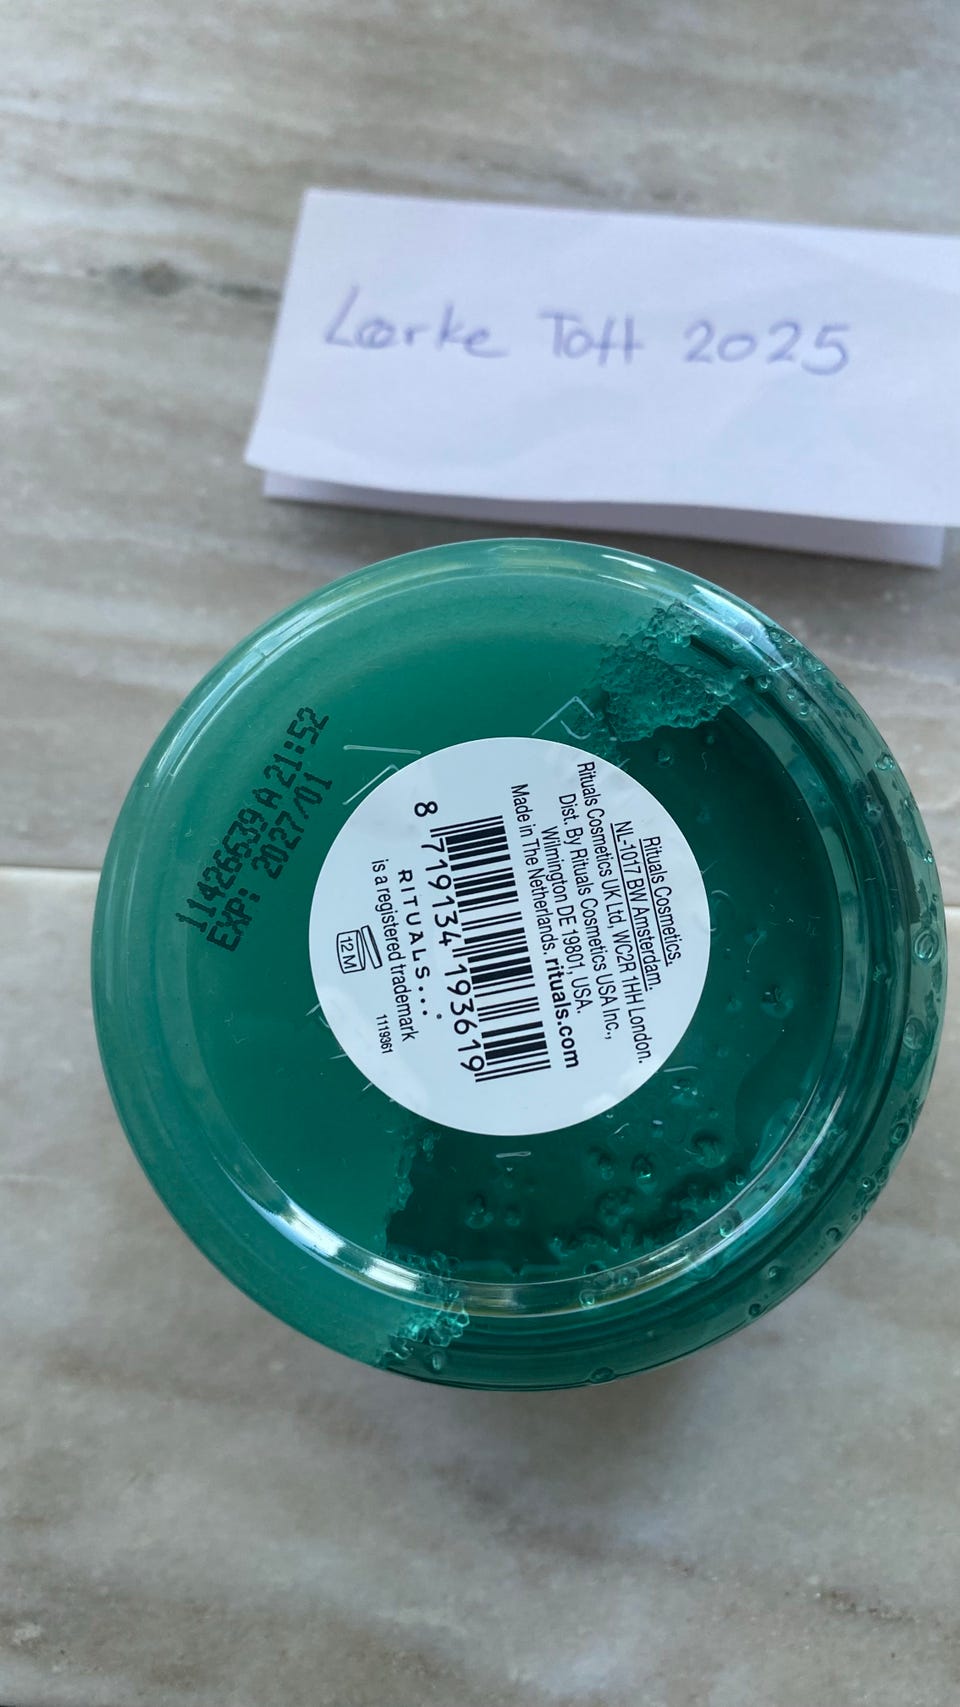 Lærke Toft 2025
11426639 A 21:52
EXP: 2027/01
Rituals Cosmetics.
NL-1017 BW Amsterdam.
Rituals Cosmetics UK Ltd, WC2R 1HH London.
Dist. By Rituals Cosmetics USA Inc.,
Wilmington DE 19801, USA.
Made in The Netherlands. rituals.com
8 719134 193619
RITUALS...
is a registered trademark
12M
1119361